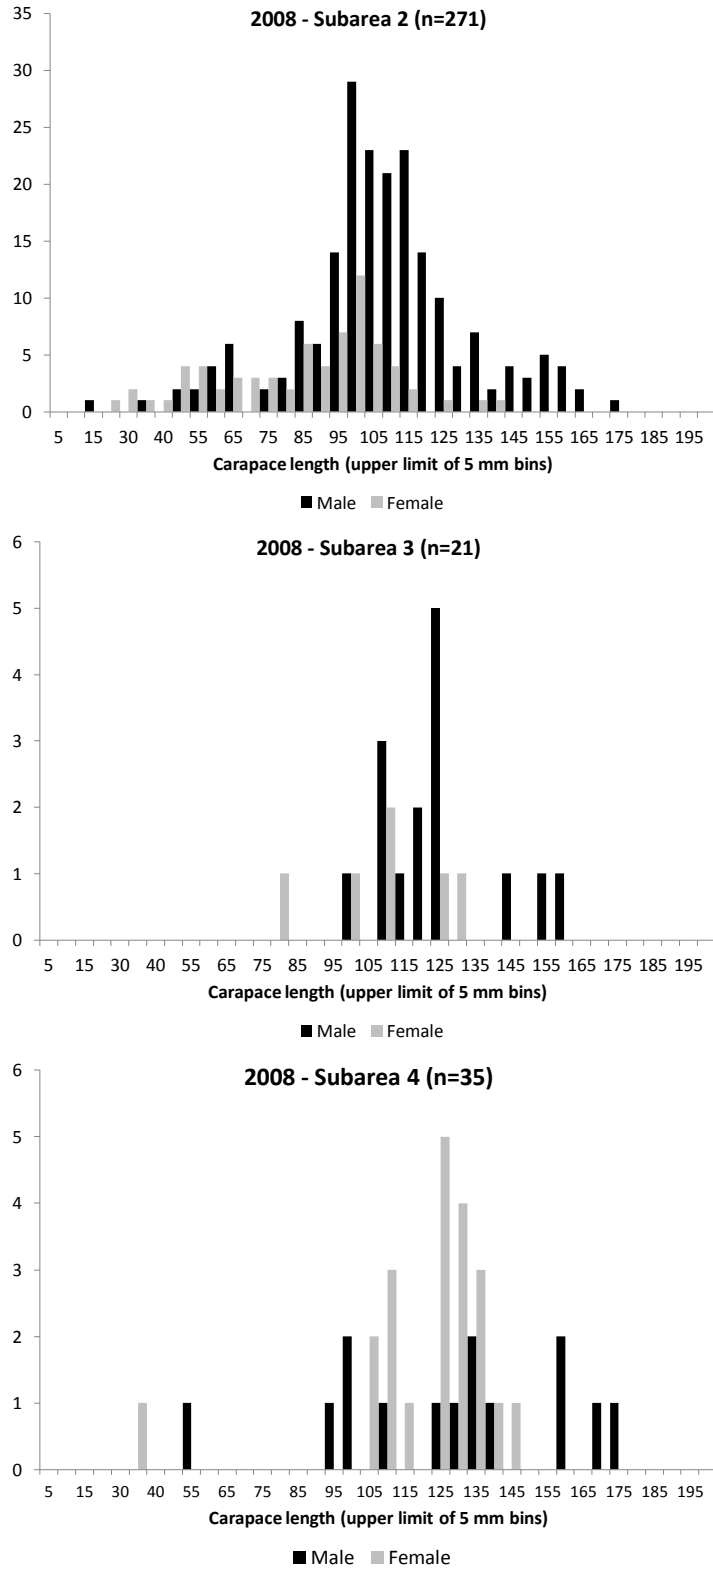 2008 - Subarea 2 (n=271)
35
30
25
20
15
10
5
0
5 15 30 40 55 65 75 85 95 105 115 125 135 145 155 165 175 185 195
Carapace length (upper limit of 5 mm bins)
Male Female
2008 - Subarea 3 (n=21)
6
5
4
3
2
1
0
5 15 30 40 55 65 85 95 105 115 125 135 145 155 165 175 185 195
Carapace length (upper limit of 5 mm bins)
Male Female
2008 - Subarea 4 (n=35)
6
5
4
3
2
1
0
5 15 30 40 55 65 75 85 95 105 115 125 135 145 155 165 175 185 195
Carapace length (upper limit of 5 mm bins)
Male Female